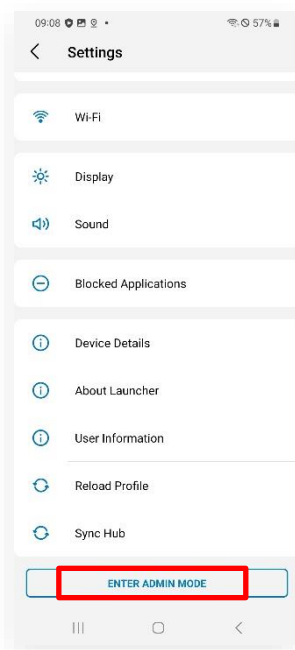 09:08 57%
Settings
Wi-Fi
Display
Sound
Blocked Applications
Device Details
About Launcher
User Information
Reload Profile
Sync Hub
ENTER ADMIN MODE